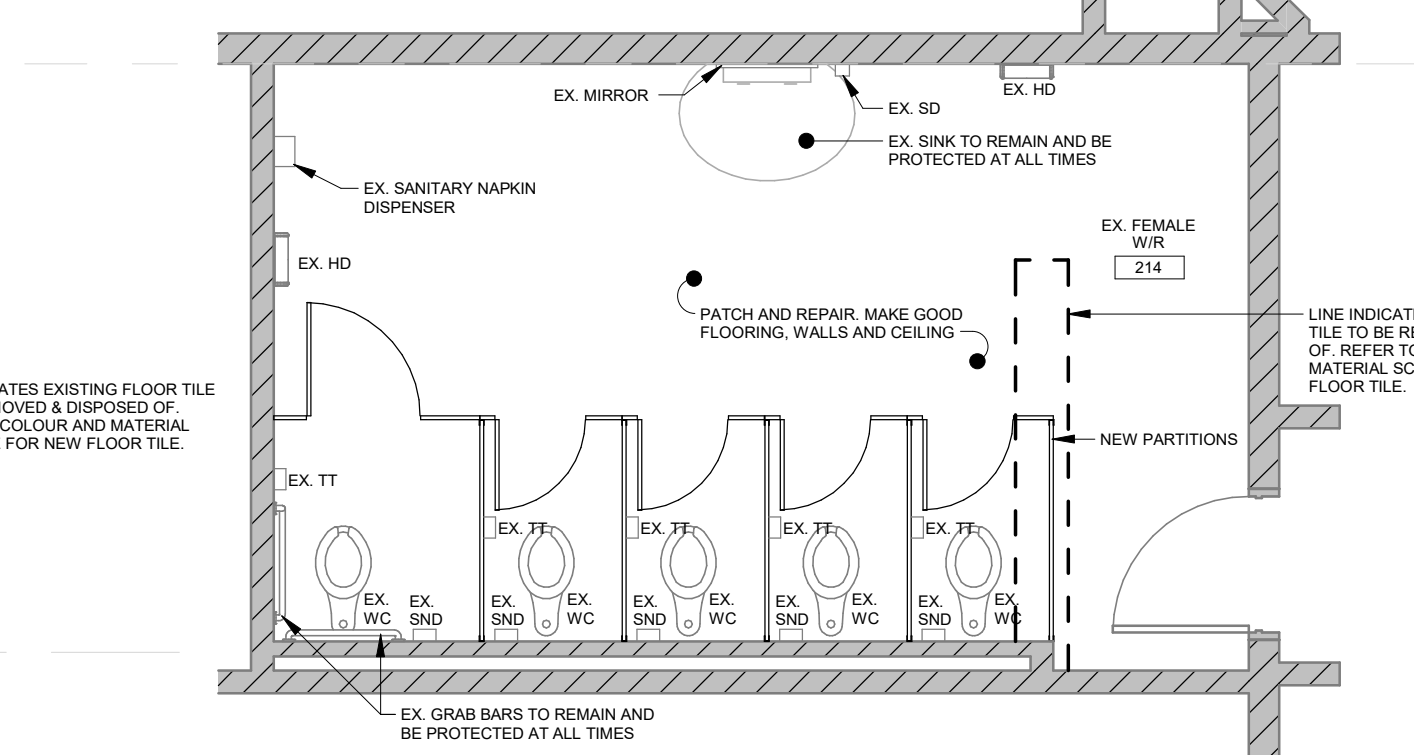 EX. MIRROR
EX. HD
EX. SD
EX. SINK TO REMAIN AND BE
PROTECTED AT ALL TIMES
EX. SANITARY NAPKIN
DISPENSER
EX. FEMALE
W/R
214
EX. HD
PATCH AND REPAIR. MAKE GOOD
FLOORING, WALLS AND CEILING
LINE INDICATE
TILE TO BE RE
OF. REFER TO
MATERIAL SC
FLOOR TILE.
ATES EXISTING FLOOR TILE
OVED & DISPOSED OF.
COLOUR AND MATERIAL
FOR NEW FLOOR TILE.
NEW PARTITIONS
EX. TT
EX. TT
EX. TT
EX. TT
EX. TT
EX.
WC
EX.
SND
EX.
SND
EX.
WC
EX.
SND
EX.
WC
EX.
SND
EX.
WC
EX.
SND
EX.
WC
EX. GRAB BARS TO REMAIN AND
BE PROTECTED AT ALL TIMES